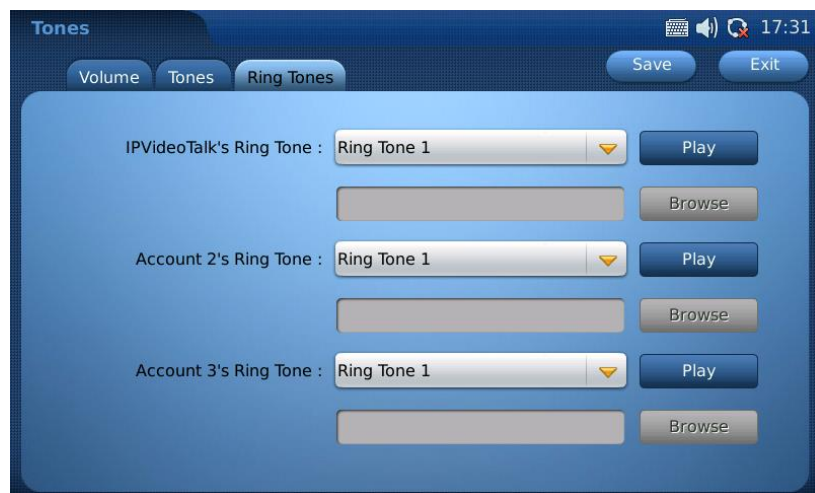 Tones 17:31
Volume Tones Ring Tones Save Exit
IPVideoTalk's Ring Tone : Ring Tone 1 Play
Browse
Account 2's Ring Tone : Ring Tone 1 Play
Browse
Account 3's Ring Tone : Ring Tone 1 Play
Browse